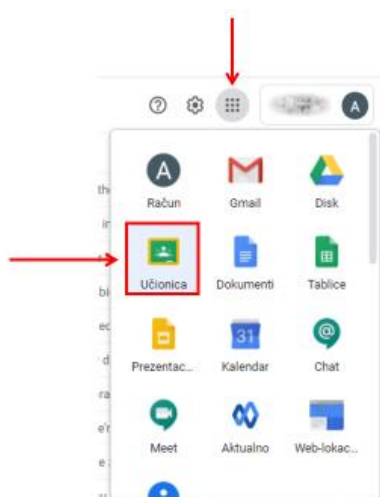 A
A
Račun Gmail Disk
Učionica Dokumenti Tablice
31
Prezentac... Kalendar Chat
Meet Aktualno Web-lokac...